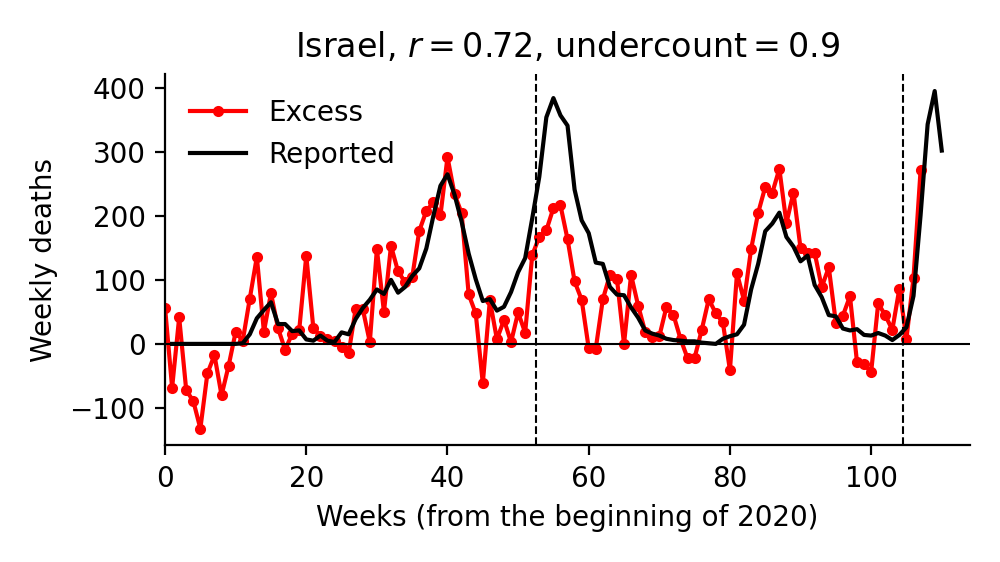 Israel, r = 0.72, undercount = 0.9
Excess
Reported
Weekly deaths
400
300
200
100
0
−100
0 20 40 60 80 100
Weeks (from the beginning of 2020)